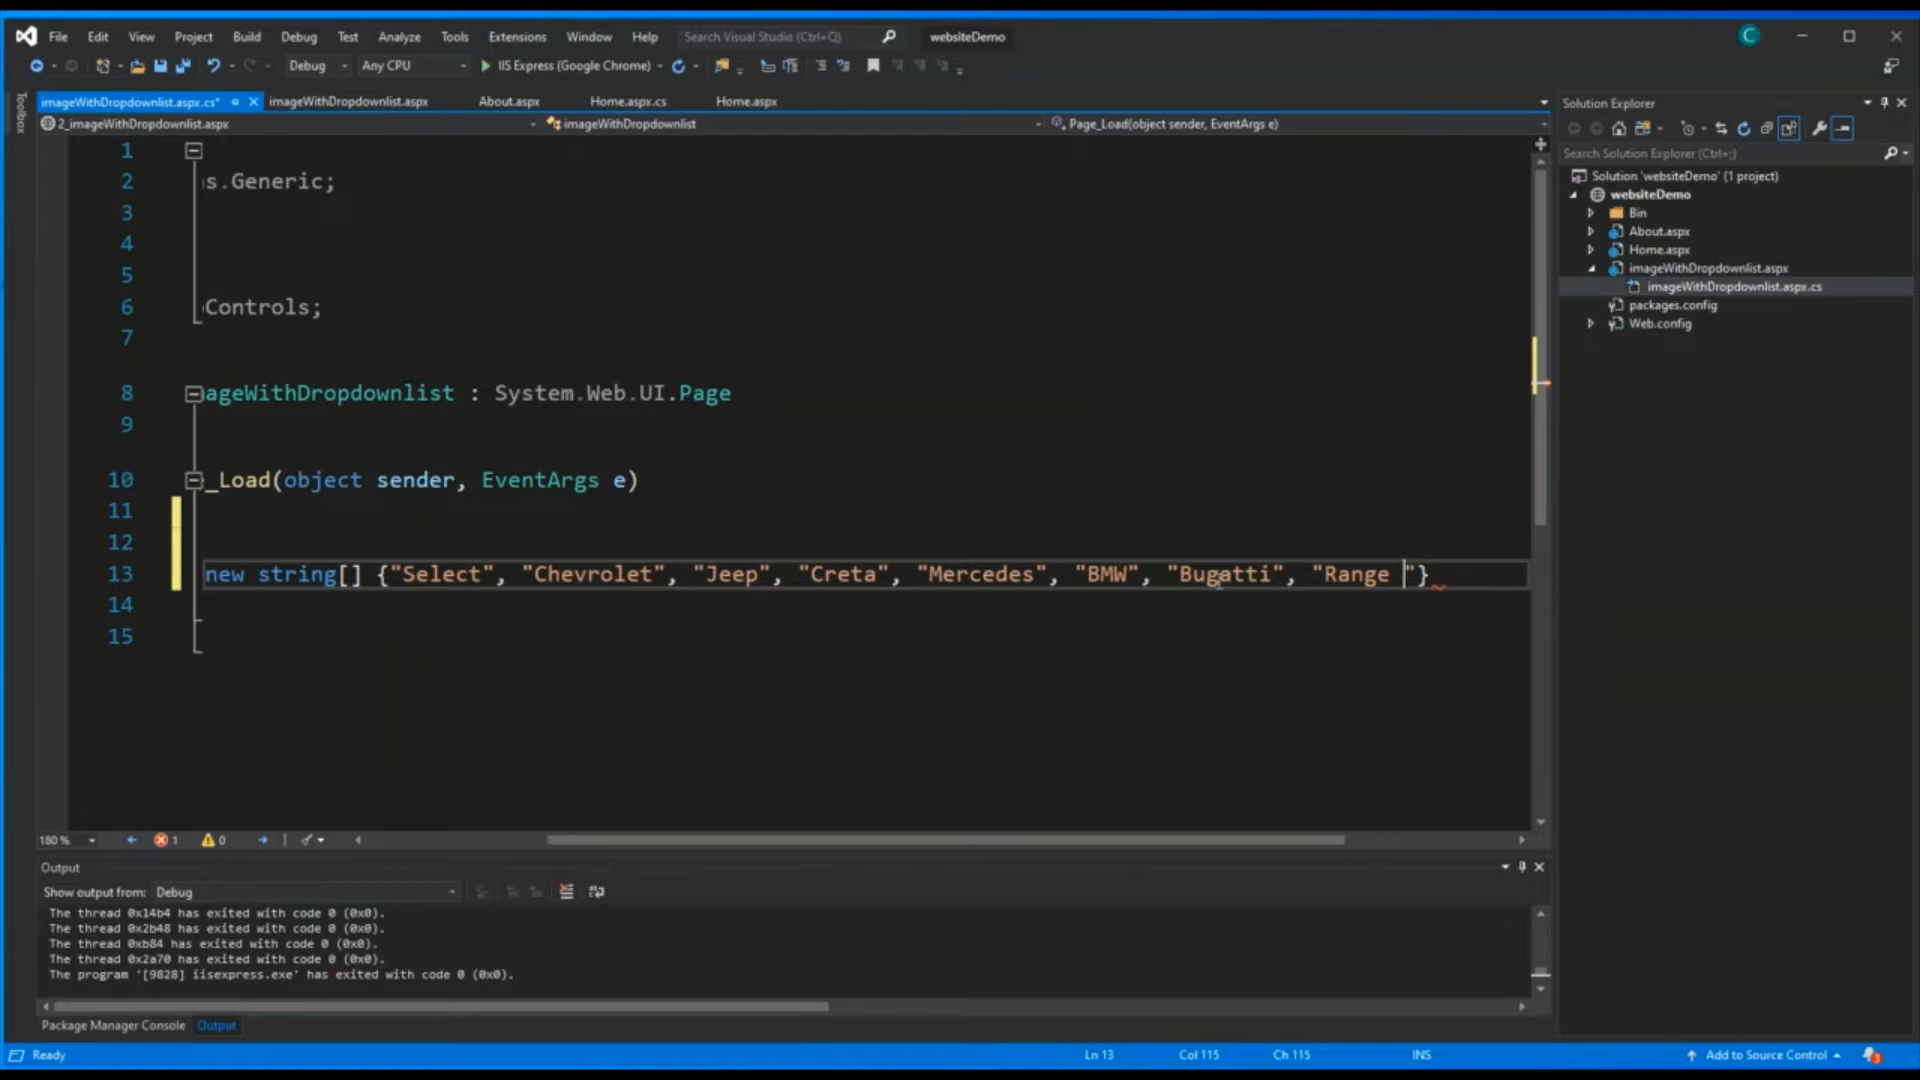 File Edit View Project Build Debug Test Analyze Tools Extensions Window Help Search Visual Studio (Ctrl+Q) websiteDemo
C
Debug Any CPU IIS Express (Google Chrome)
Toolbox
imageWithDropdownlist.aspx.cs* imageWithDropdownlist.aspx About.aspx Home.aspx.cs Home.aspx
2_imageWithDropdownlist.aspx imageWithDropdownlist Page_Load(object sender, EventArgs e)
1
2 s.Generic;
3
4
5
6 Controls;
7
8 ageWithDropdownlist : System.Web.UI.Page
9
10 _Load(object sender, EventArgs e)
11
12
13 new string[] {"Select", "Chevrolet", "Jeep", "Creta", "Mercedes", "BMW", "Bugatti", "Range "}
14
15
180 % 1 0
Output
Show output from: Debug
The thread 0x14b4 has exited with code 0 (0x0).
The thread 0x2b48 has exited with code 0 (0x0).
The thread 0xb84 has exited with code 0 (0x0).
The thread 0x2a70 has exited with code 0 (0x0).
The program '[9828] iisexpress.exe' has exited with code 0 (0x0).
Package Manager Console Output
Solution Explorer
Search Solution Explorer (Ctrl+;)
Solution 'websiteDemo' (1 project)
websiteDemo
Bin
About.aspx
Home.aspx
imageWithDropdownlist.aspx
imageWithDropdownlist.aspx.cs
packages.config
Web.config
Ready Ln 13 Col 115 Ch 115 INS Add to Source Control